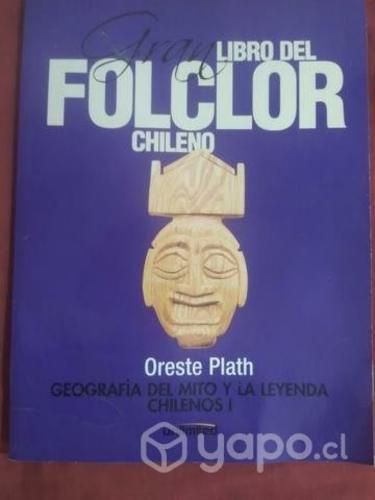 Gran
LIBRO DEL
FOLCLOR
CHILENO
Oreste Plath
GEOGRAFÍA DEL MITO Y LA LEYENDA
CHILENOS I
yapo.cl